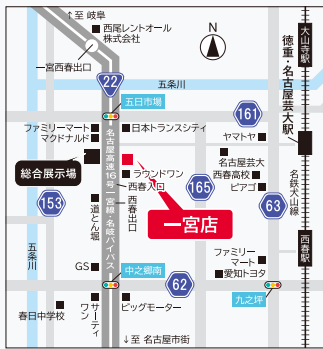 ↑至 岐阜
西尾レントオール
株式会社
N
一宮西春出口
22
五条川
大山寺駅
徳重・名古屋芸大駅
五日市場
161
ファミリーマート
マクドナルド
日本トランスシティ
ヤマトヤ
総合展示場
名古屋高速16号一宮線・名岐バイパス
ラウンドワン
西春入口
西春出口
名古屋芸大
西春高校
ピアゴ
165
153
63
名鉄犬山線
一宮店
道とん堀
五条川
西春駅
GS
中之郷南
62
ファミリー
マート
愛知トヨタ
九之坪
春日中学校
サーティ
ワン
ビッグモーター
↓至 名古屋市街